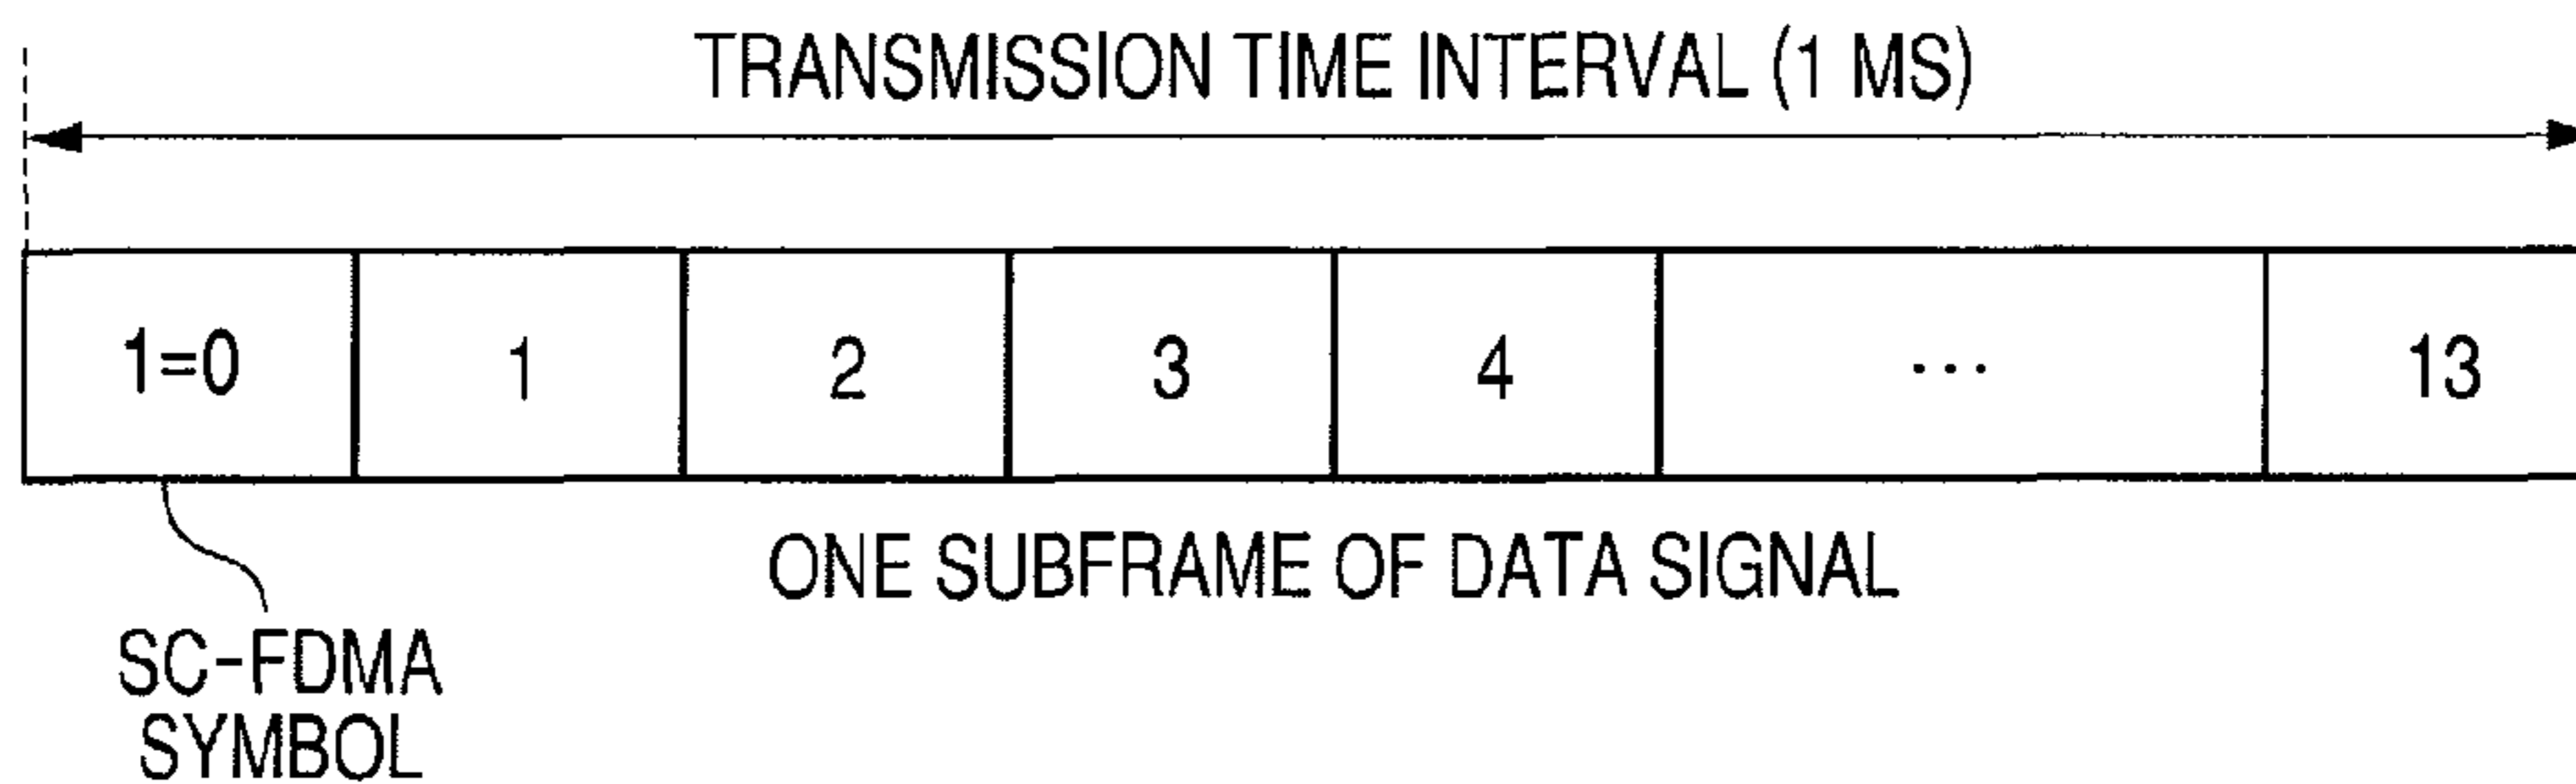 TRANSMISSION TIME INTERVAL (1 MS)
1=0 1 2 3 4 ... 13
ONE SUBFRAME OF DATA SIGNAL
SC-FDMA
SYMBOL